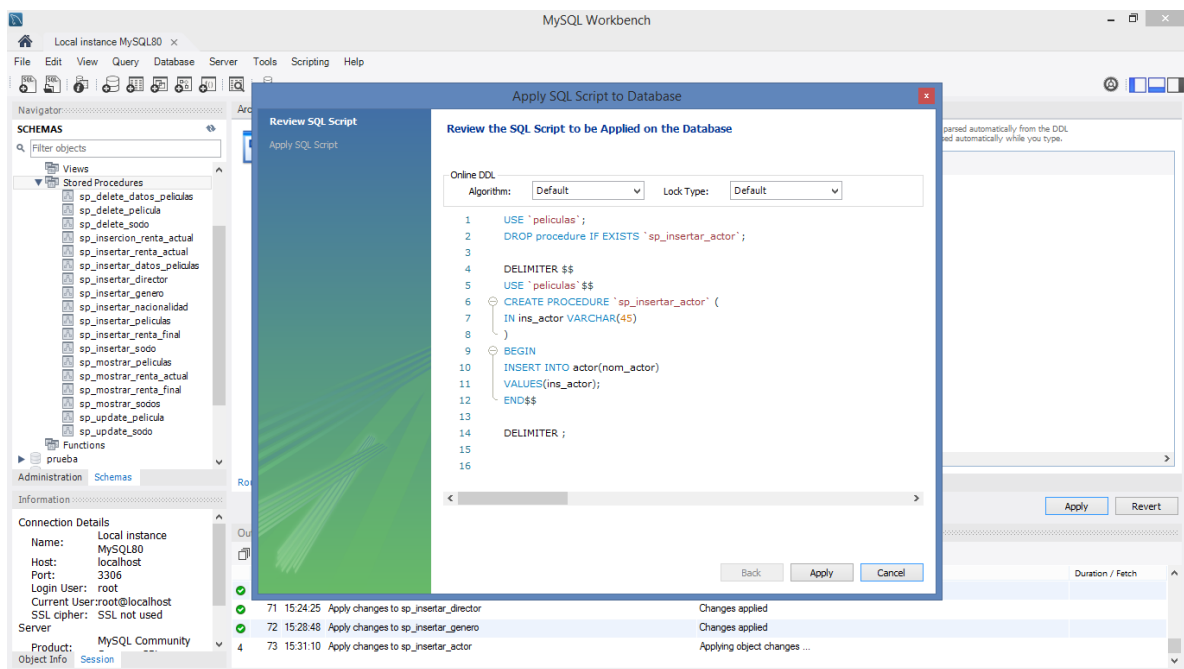 MySQL Workbench
Local instance MySQL80
File Edit View Query Database Server Tools Scripting Help
Navigator
SCHEMAS
Filter objects
Views
Stored Procedures
sp_delete_datos_peliculas
sp_delete_pelicula
sp_delete_socio
sp_insercion_renta_actual
sp_insertar_renta_actual
sp_insertar_datos_peliculas
sp_insertar_director
sp_insertar_genero
sp_insertar_nacionalidad
sp_insertar_peliculas
sp_insertar_renta_final
sp_insertar_socio
sp_mostrar_peliculas
sp_mostrar_renta_actual
sp_mostrar_renta_final
sp_mostrar_socios
sp_update_pelicula
sp_update_socio
Functions
prueba
Administration Schemas
Information
Connection Details
Name: Local instance
MySQL80
Host: localhost
Port: 3306
Login User: root
Current User:root@localhost
SSL cipher: SSL not used
Server
Product: MySQL Community
Object Info Session
Apply SQL Script to Database
Review SQL Script
Apply SQL Script
Review the SQL Script to be Applied on the Database
Online DDL
Algorithm: Default Lock Type: Default
1 USE `peliculas`;
2 DROP procedure IF EXISTS `sp_insertar_actor`;
3
4 DELIMITER $$
5 USE `peliculas`$$
6 CREATE PROCEDURE `sp_insertar_actor` (
7 IN ins_actor VARCHAR(45)
8 )
9 BEGIN
10 INSERT INTO actor(nom_actor)
11 VALUES(ins_actor);
12 END$$
13
14 DELIMITER ;
15
16
Back Apply Cancel
parsed automatically from the DDL
ed automatically while you type.
Apply Revert
Duration / Fetch
71 15:24:25 Apply changes to sp_insertar_director Changes applied
72 15:28:48 Apply changes to sp_insertar_genero Changes applied
4 73 15:31:10 Apply changes to sp_insertar_actor Applying object changes ...